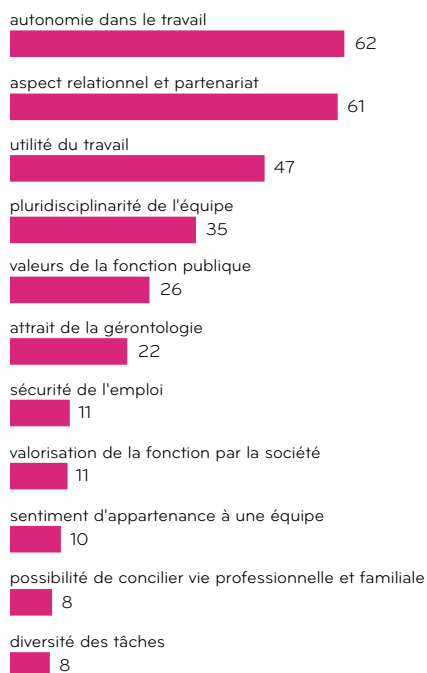 autonomie dans le travail
62
aspect relationnel et partenariat
61
utilité du travail
47
pluridisciplinarité de l'équipe
35
valeurs de la fonction publique
26
attrait de la gérontologie
22
sécurité de l'emploi
11
valorisation de la fonction par la société
11
sentiment d'appartenance à une équipe
10
possibilité de concilier vie professionnelle et familiale
8
diversité des tâches
8